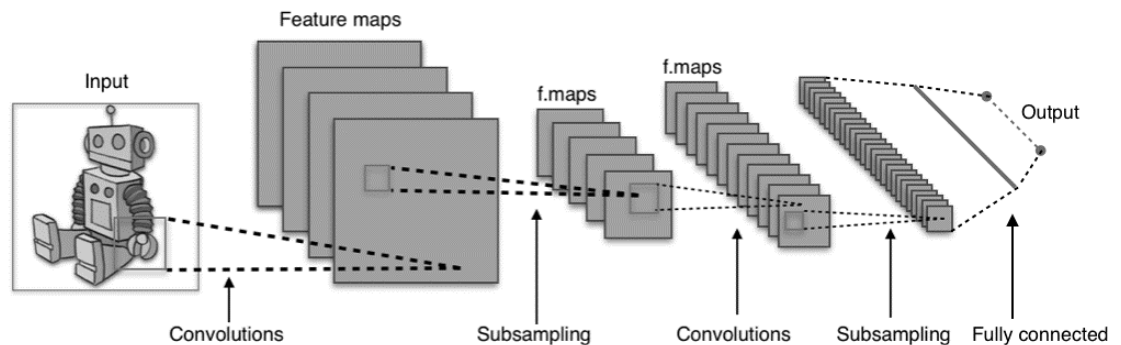 Feature maps
f.maps
Input
f.maps
Output
Convolutions
Subsampling
Convolutions
Subsampling
Fully connected